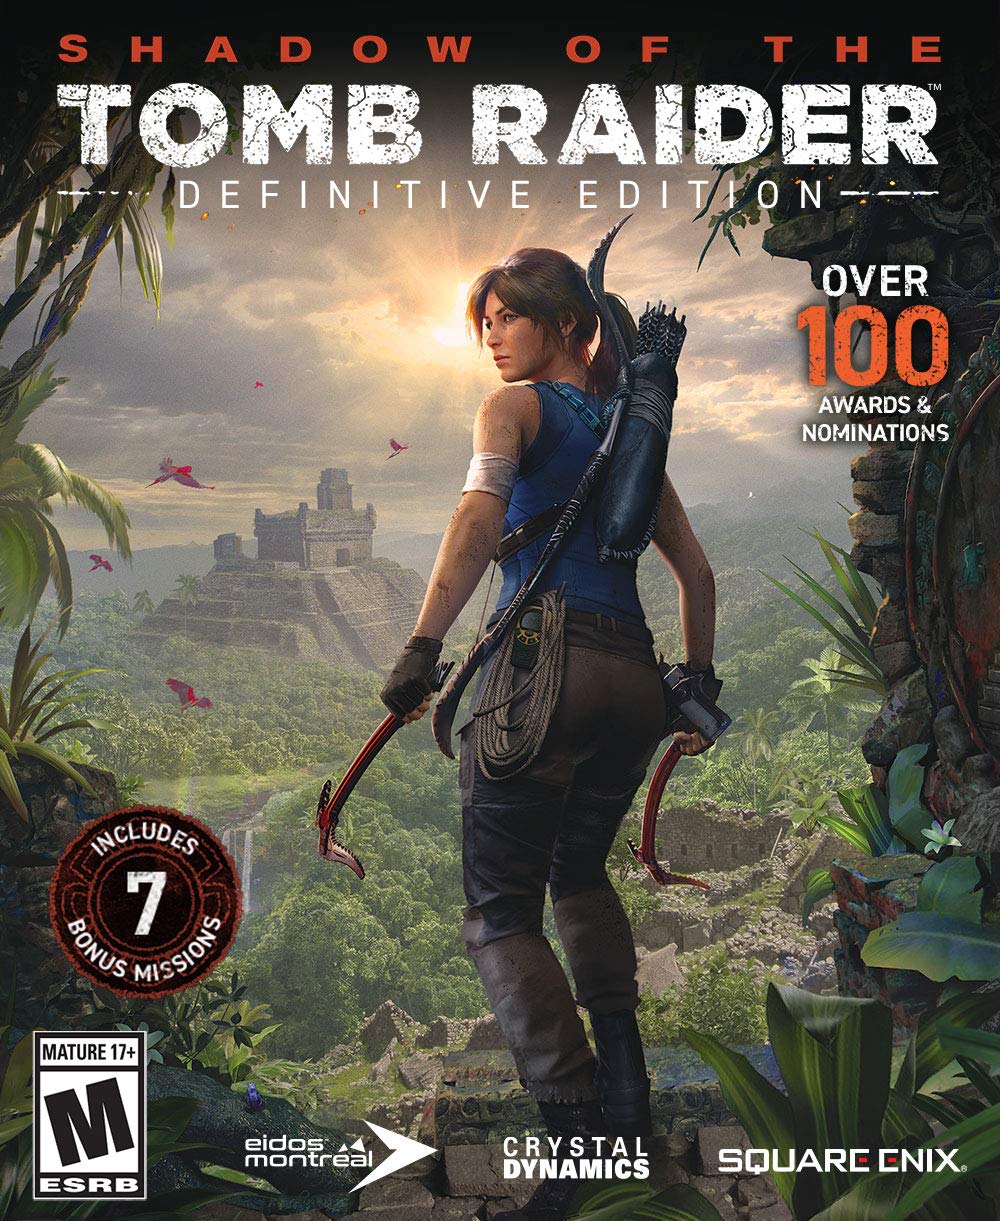 SHADOW OF THE
TOMB RAIDER™
DEFINITIVE EDITION
OVER
100
AWARDS &
NOMINATIONS
INCLUDES
7
BONUS MISSIONS
MATURE 17+
M
ESRB
eidos
montréal
CRYSTAL
DYNAMICS
SQUARE ENIX®